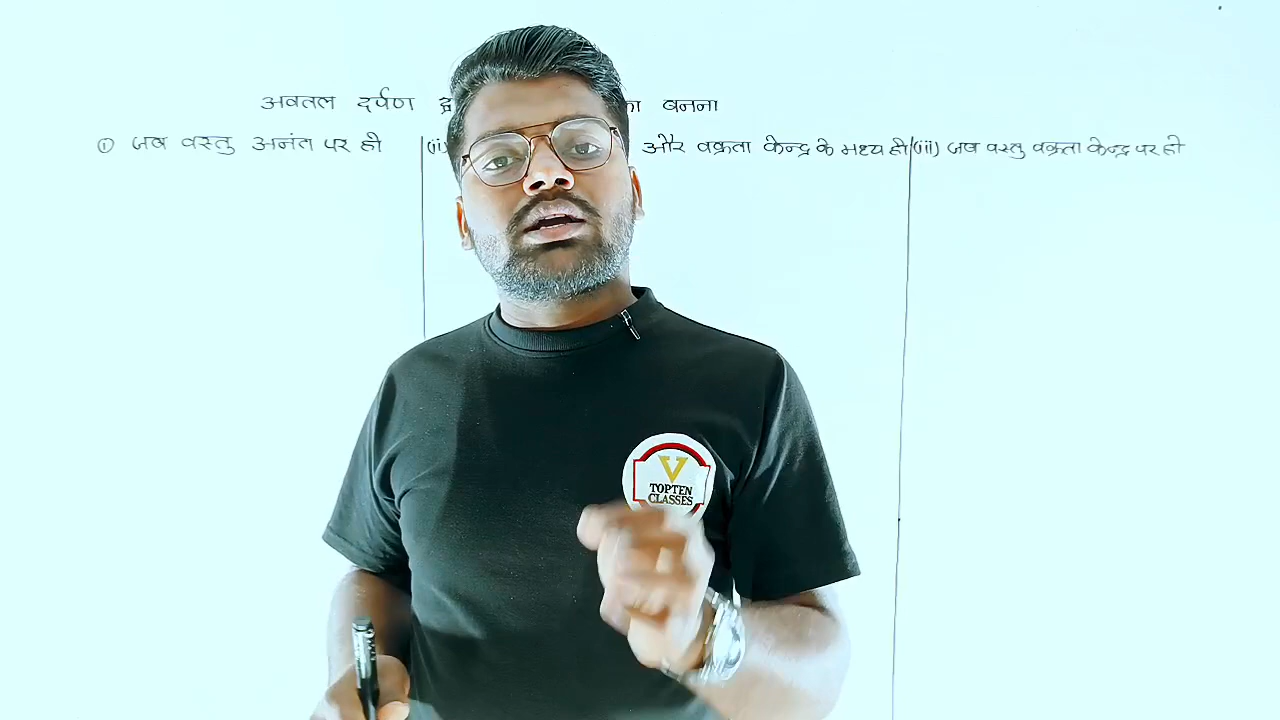 अवतल दर्पण का बनना
① जब वस्तु अनंत पर हो
(ii) और वक्रता केन्द्र के मध्य हो
(iii) जब वस्तु वक्रता केन्द्र पर हो
V
TOPTEN
CLASSES